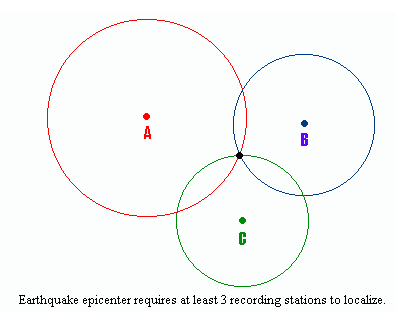 A
B
C
Earthquake epicenter requires at least 3 recording stations to localize.